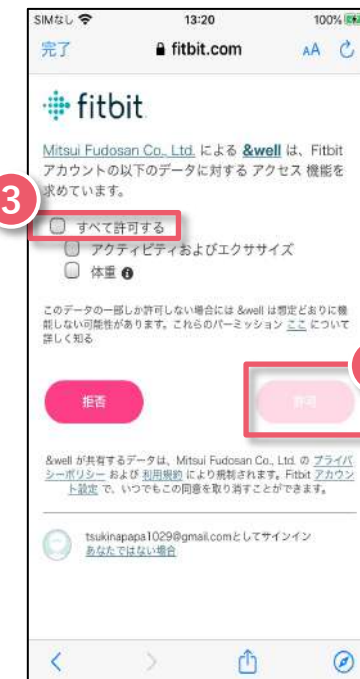 SIMなし 13:20 100%
完了 fitbit.com AA
fitbit
Mitsui Fudosan Co., Ltd. による &well は、Fitbit
アカウントの以下のデータに対する アクセス 機能を
求めています。
3
すべて許可する
アクティビティおよびエクササイズ
体重
このデータの一部しか許可しない場合には &well は想定どおりに機
能しない可能性があります。これらのパーミッション ここ について
詳しく知る
拒否 許可
&well が共有するデータは、Mitsui Fudosan Co., Ltd. の プライバ
シーポリシー および 利用規約 により規制されます。Fitbit アカウン
ト設定 で、いつでもこの同意を取り消すことができます。
tsukinapapa1029@gmail.comとしてサインイン
あなたではない場合